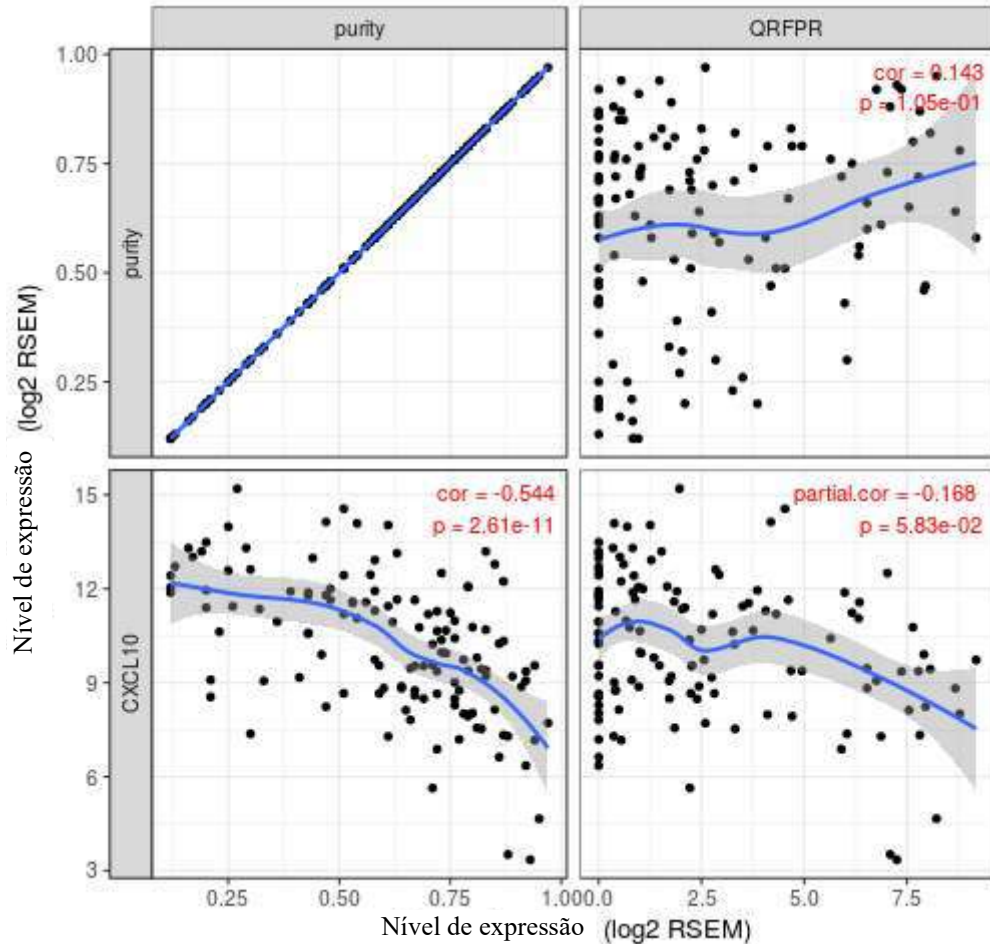 purity QRFPR
1.00
0.75
0.50
0.25
purity
cor = 0.143
p = 1.05e-01
Nível de expressão (log2 RSEM)
CXCL10
15
12
9
6
3
cor = -0.544
p = 2.61e-11
partial.cor = -0.168
p = 5.83e-02
0.25 0.50 0.75 1.000.0 2.5 5.0 7.5
Nível de expressão (log2 RSEM)